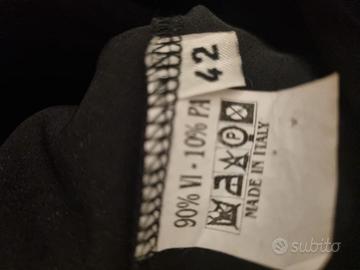 42
90% VI - 10% PA
MADE IN ITALY
subito